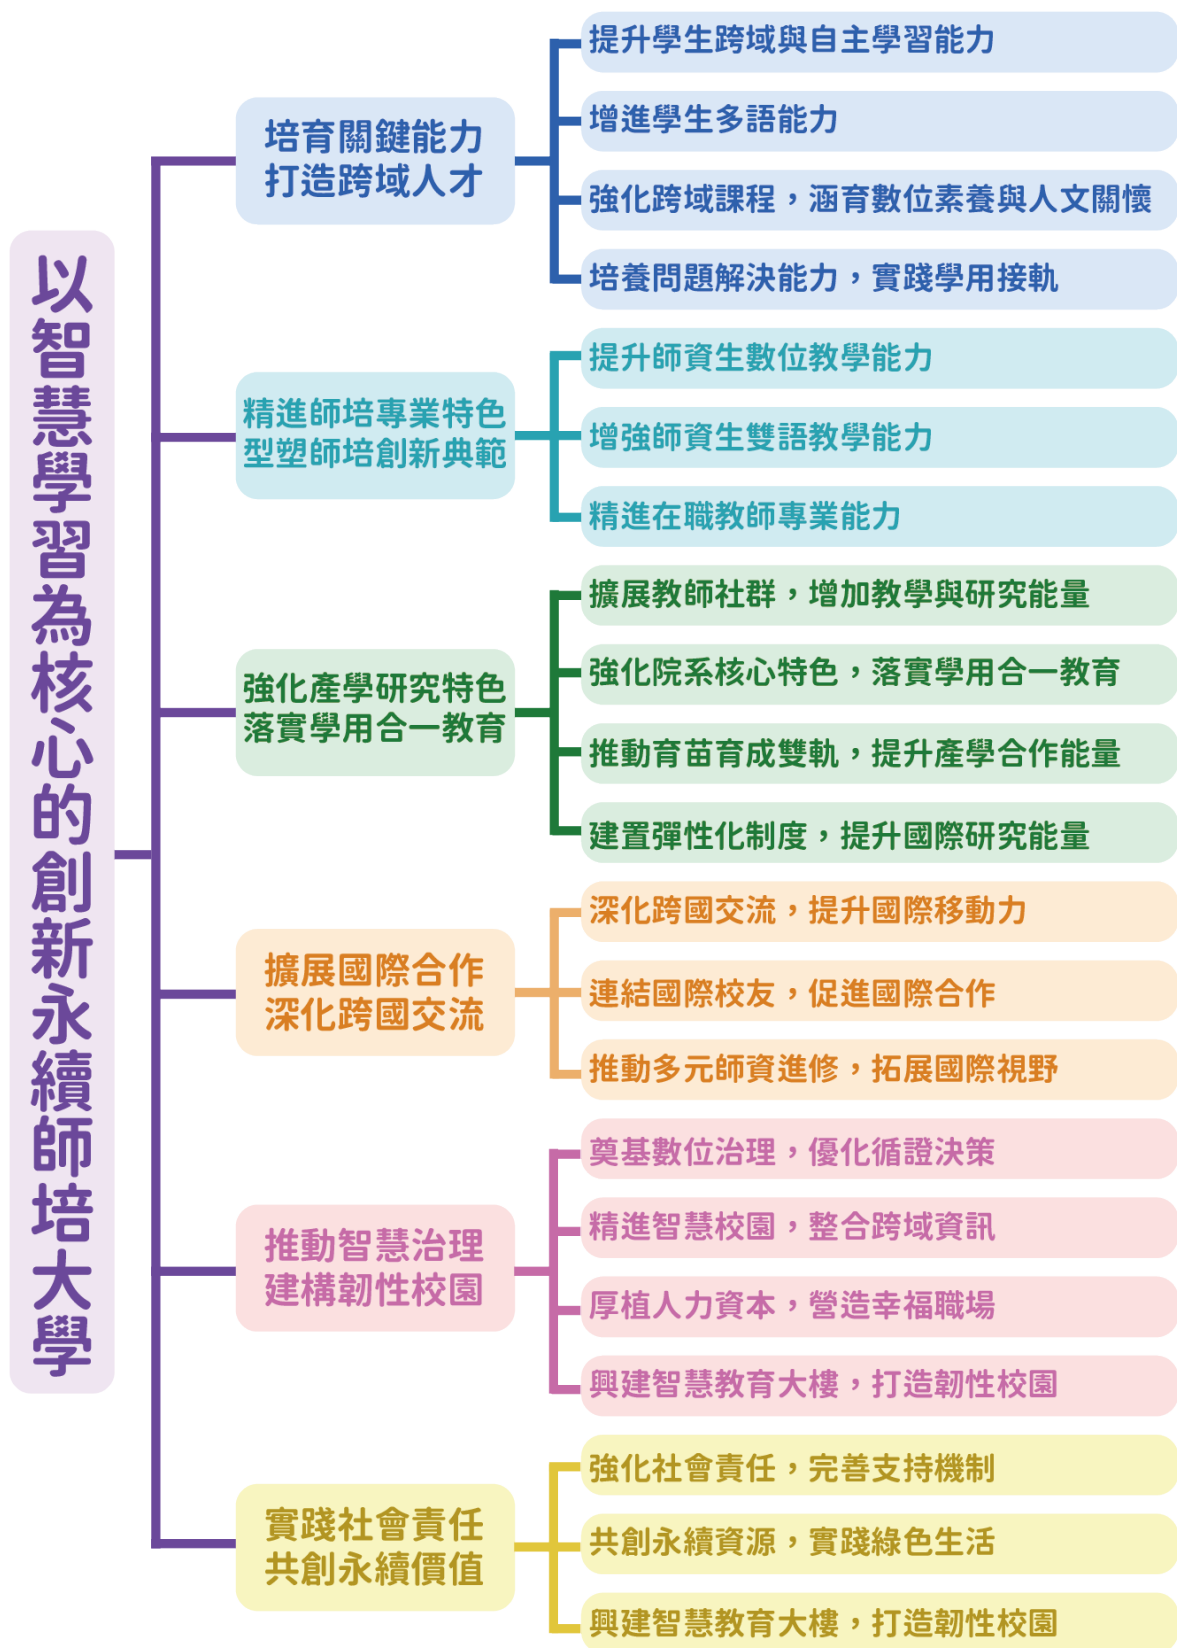 以智慧學習為核心的創新永續師培大學
培育關鍵能力
打造跨域人才
提升學生跨域與自主學習能力
增進學生多語能力
強化跨域課程，涵育數位素養與人文關懷
培養問題解決能力，實踐學用接軌
精進師培專業特色
型塑師培創新典範
提升師資生數位教學能力
增強師資生雙語教學能力
精進在職教師專業能力
強化產學研究特色
落實學用合一教育
擴展教師社群，增加教學與研究能量
強化院系核心特色，落實學用合一教育
推動育苗育成雙軌，提升產學合作能量
建置彈性化制度，提升國際研究能量
擴展國際合作
深化跨國交流
深化跨國交流，提升國際移動力
連結國際校友，促進國際合作
推動多元師資進修，拓展國際視野
推動智慧治理
建構韌性校園
奠基數位治理，優化循證決策
精進智慧校園，整合跨域資訊
厚植人力資本，營造幸福職場
興建智慧教育大樓，打造韌性校園
實踐社會責任
共創永續價值
強化社會責任，完善支持機制
共創永續資源，實踐綠色生活
興建智慧教育大樓，打造韌性校園